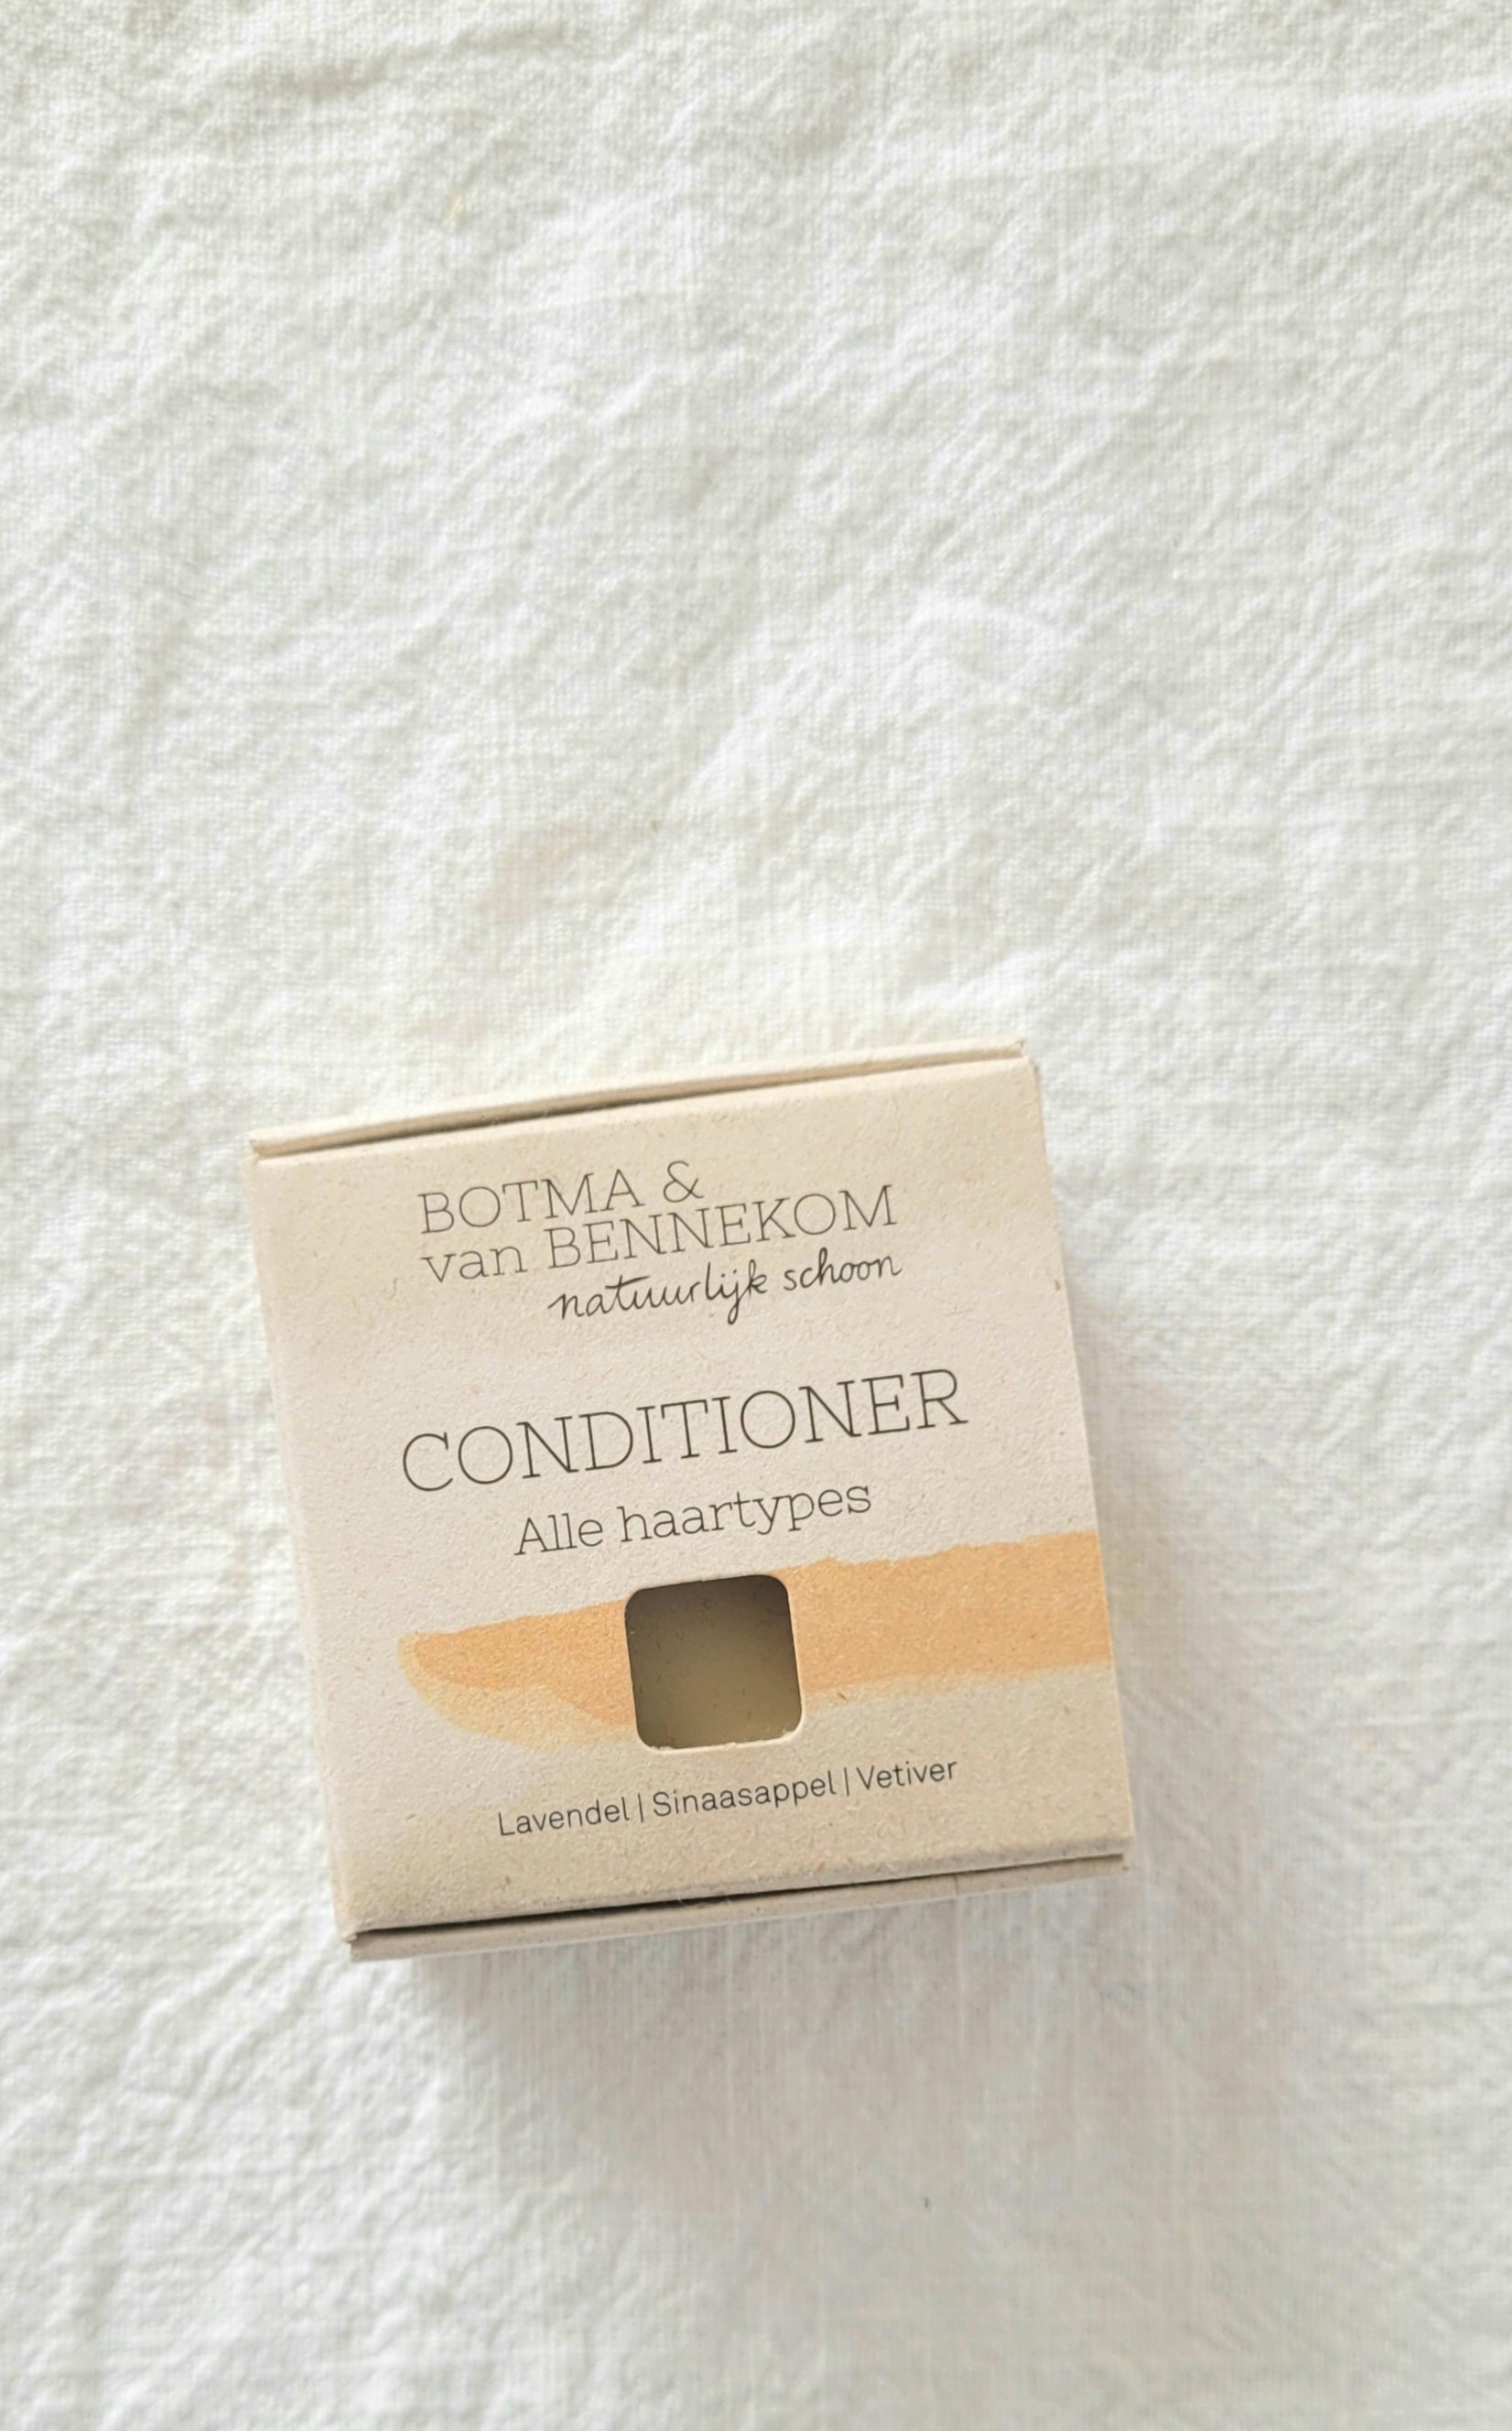 BOTMA &
van BENNEKOM
natuurlijk schoon
CONDITIONER
Alle haartypes
Lavendel | Sinaasappel | Vetiver